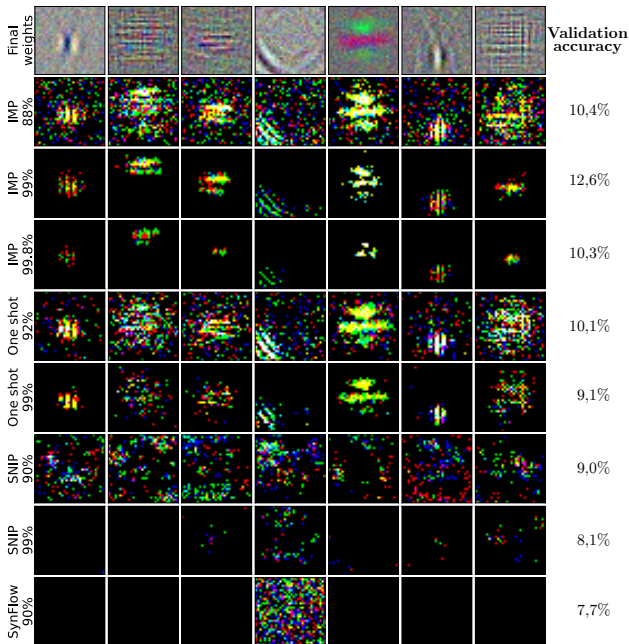 Final
weights
Validation
accuracy
IMP
88%
10,4%
IMP
99%
12,6%
IMP
99.8%
10,3%
One shot
92%
10,1%
One shot
99%
9,1%
SNIP
90%
9,0%
SNIP
99%
8,1%
SynFlow
90%
7,7%